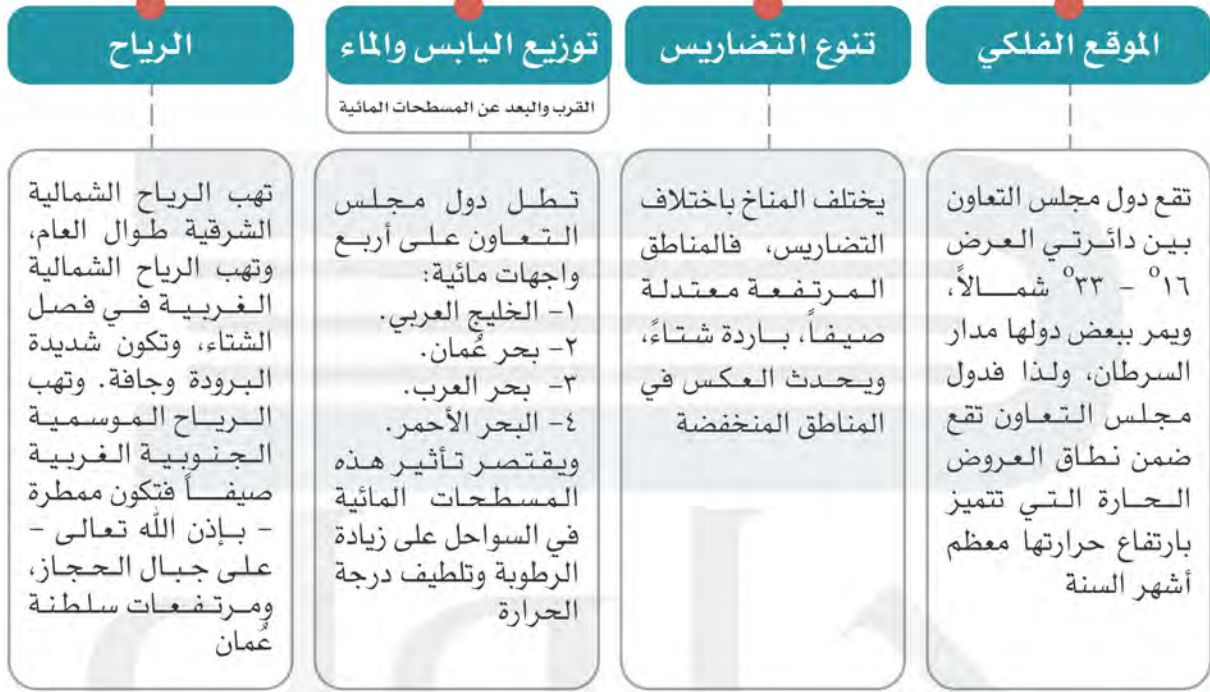 الموقع الفلكي
تقع دول مجلس التعاون
بين دائرتي العرض
١٦° - ٣٣° شمالاً،
ويمر ببعض دولها مدار
السرطان، ولذا فدول
مجلس التعاون تقع
ضمن نطاق العروض
الحارة التي تتميز
بارتفاع حرارتها معظم
أشهر السنة
تنوع التضاريس
يختلف المناخ باختلاف
التضاريس، فالمناطق
المرتفعة معتدلة
صيفاً، باردة شتاءً،
ويحدث العكس في
المناطق المنخفضة
توزيع اليابس والماء
القرب والبعد عن المسطحات المائية
تطل دول مجلس
التعاون على أربع
واجهات مائية:
١- الخليج العربي.
٢- بحر عُمان.
٣- بحر العرب.
٤- البحر الأحمر.
ويقتصر تأثير هذه
المسطحات المائية
في السواحل على زيادة
الرطوبة وتلطيف درجة
الحرارة
الرياح
تهب الرياح الشمالية
الشرقية طوال العام،
وتهب الرياح الشمالية
الغربية في فصل
الشتاء، وتكون شديدة
البرودة وجافة. وتهب
الرياح الموسمية
الجنوبية الغربية
صيفاً فتكون ممطرة
- بإذن الله تعالى -
على جبال الحجاز،
ومرتفعات سلطنة
عُمان